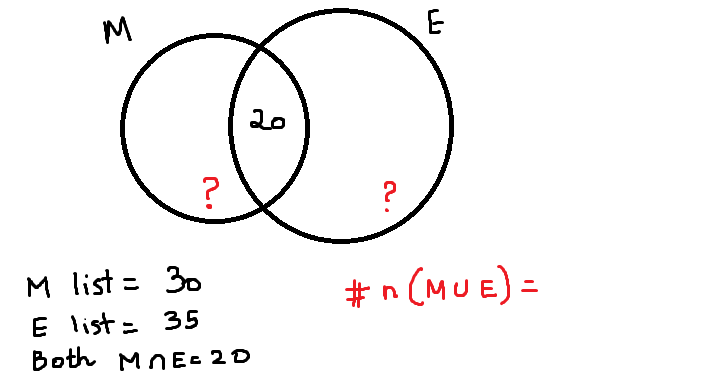 M
E
20
?
?
M list = 30
E list = 35
Both M∩E = 20
# n(M∪E) =